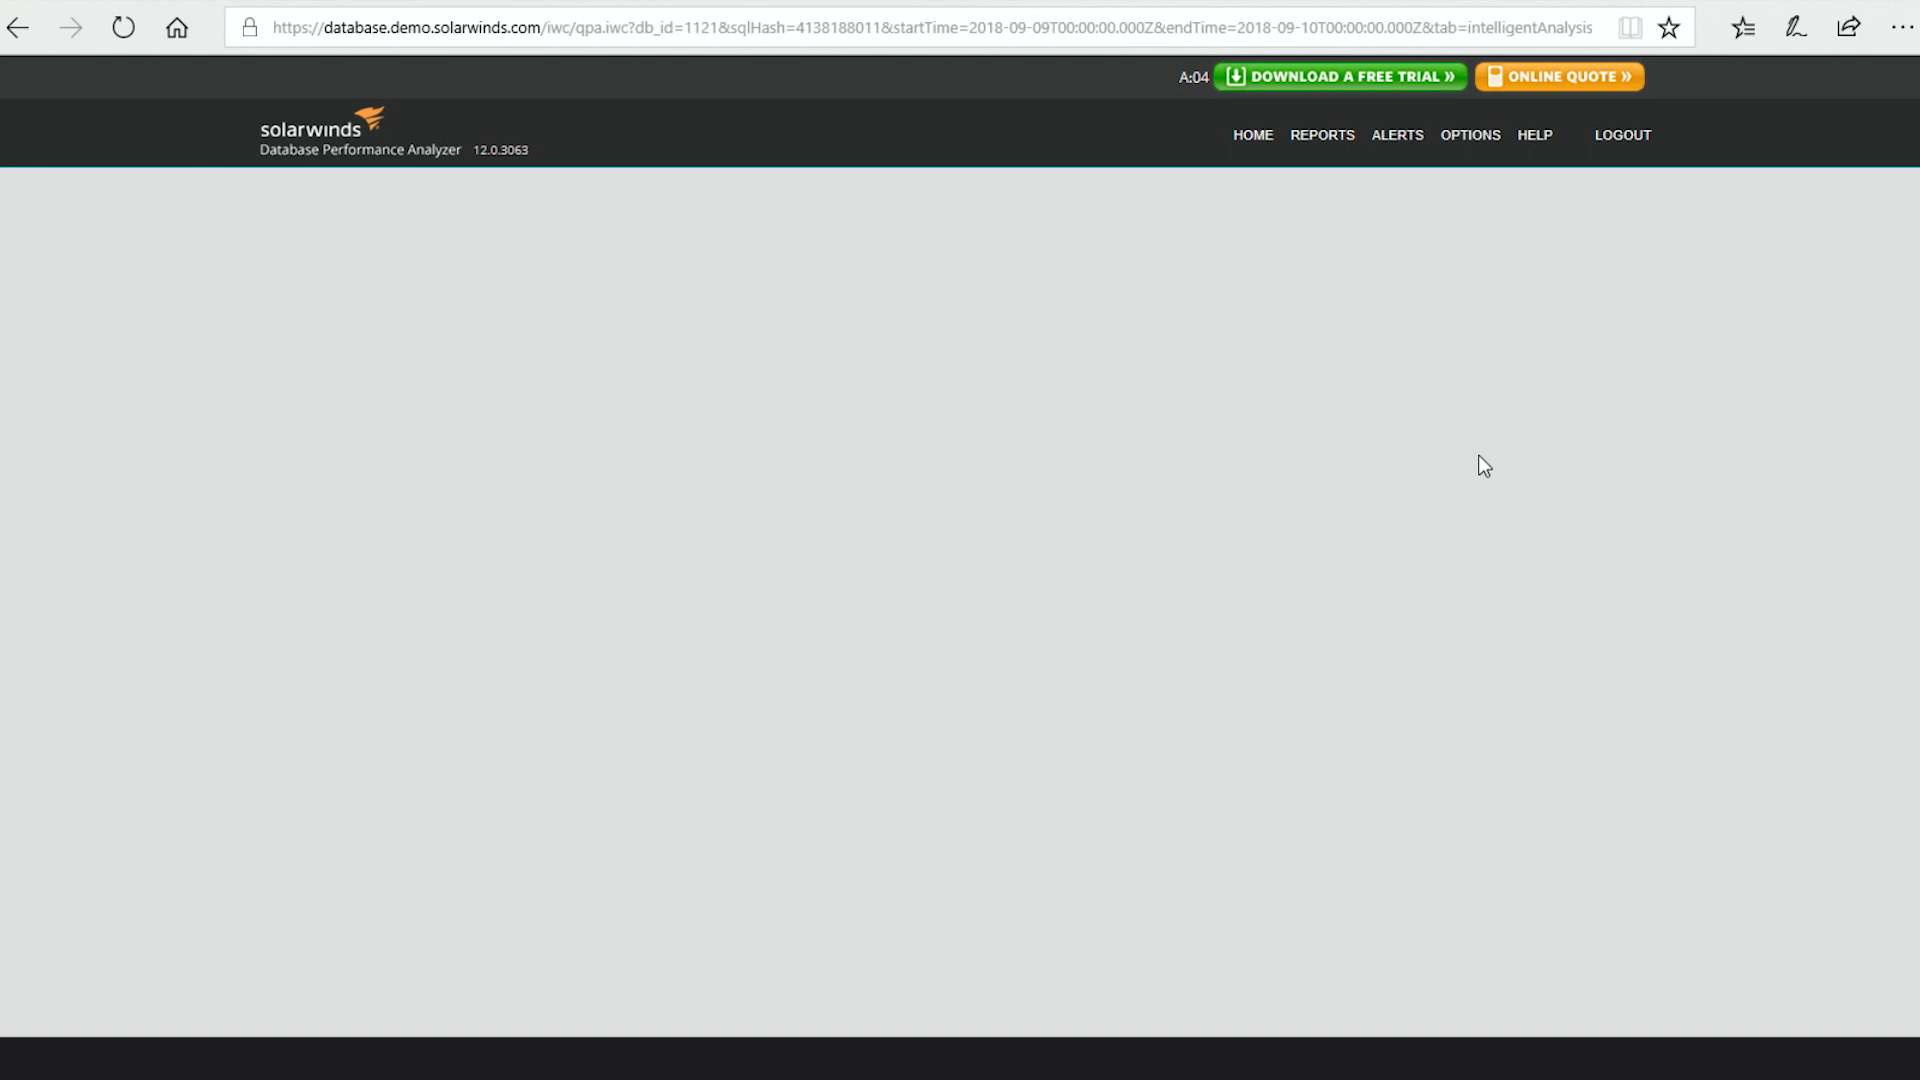 https://database.demo.solarwinds.com/iwc/qpa.iwc?db_id=1121&sqlHash=4138188011&startTime=2018-09-09T00:00:00.000Z&endTime=2018-09-10T00:00:00.000Z&tab=intelligentAnalysis
A:04 DOWNLOAD A FREE TRIAL » ONLINE QUOTE »
solarwinds
Database Performance Analyzer 12.0.3063
HOME REPORTS ALERTS OPTIONS HELP LOGOUT